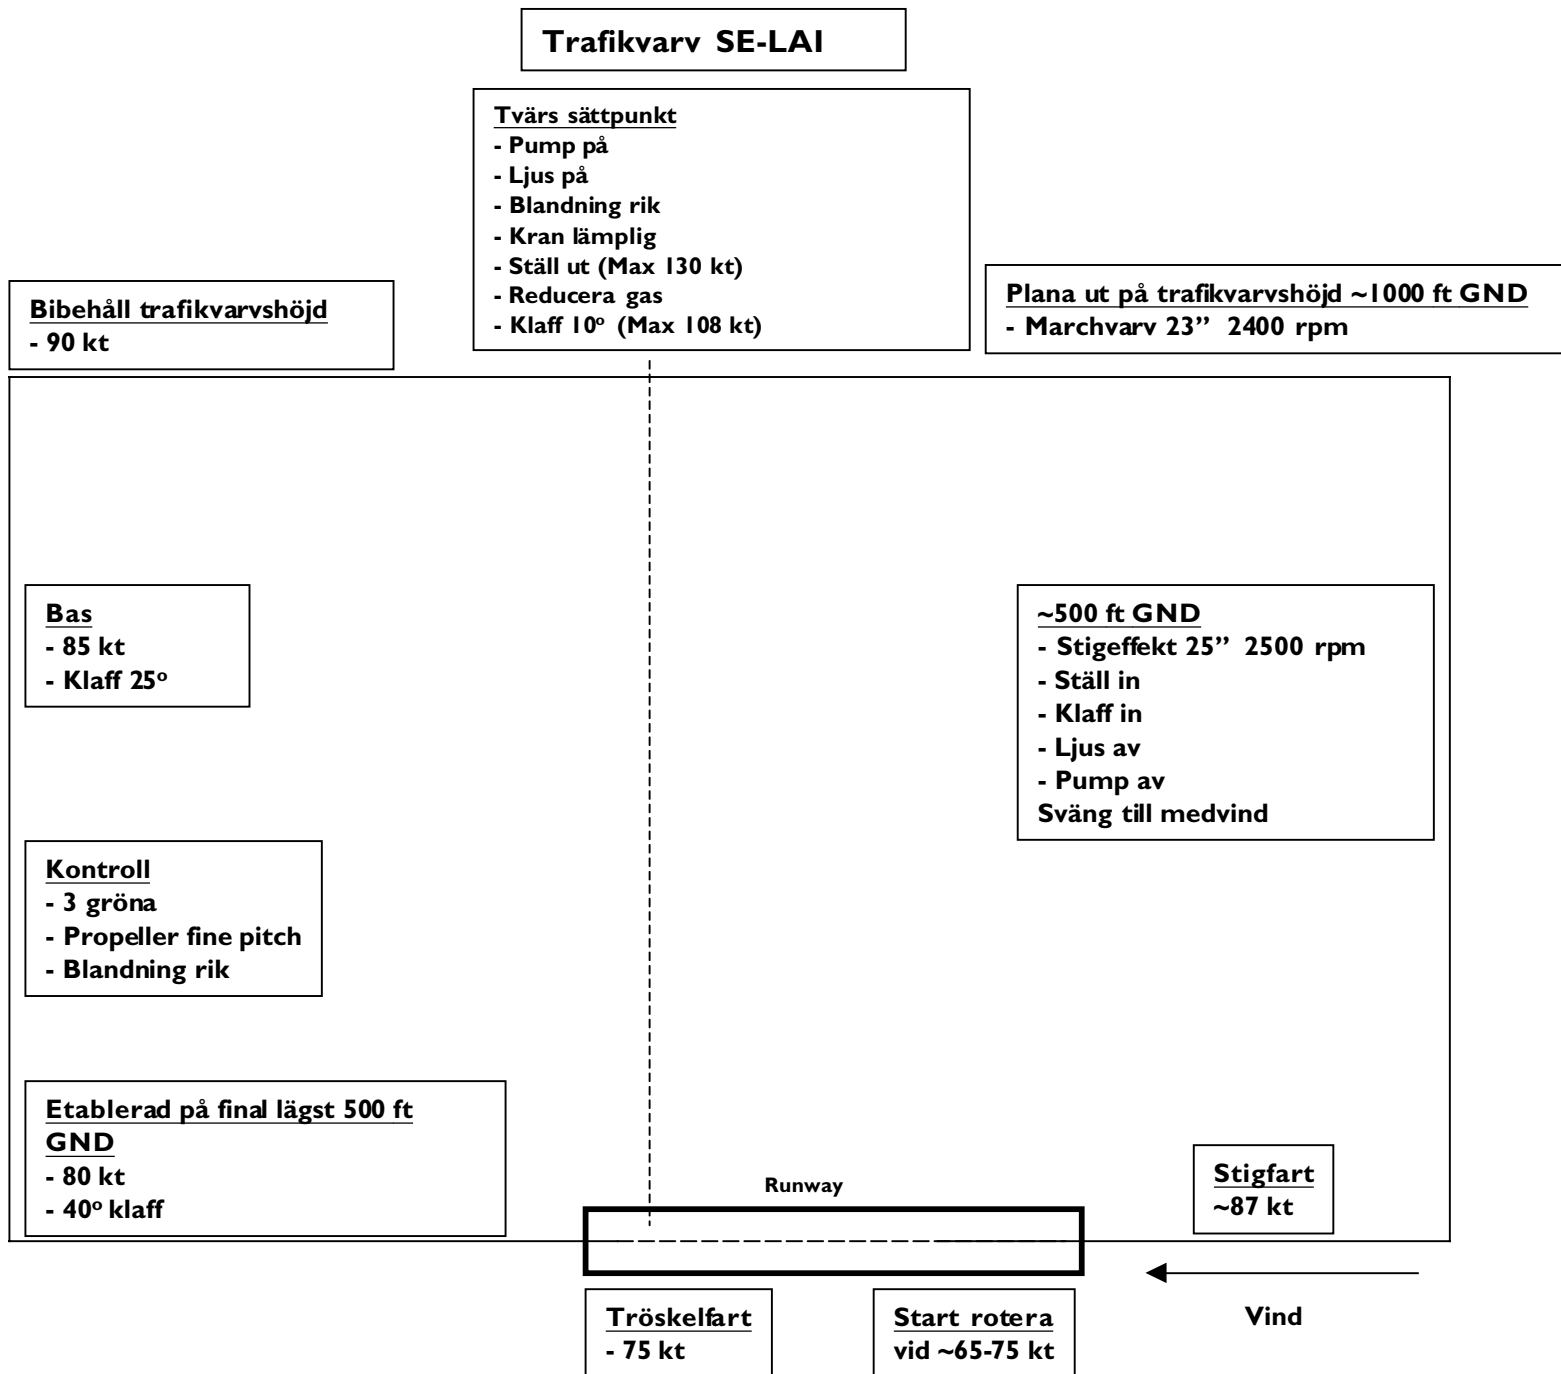 Trafikvarv SE-LAI
Tvärs sättpunkt
- Pump på
- Ljus på
- Blandning rik
- Kran lämplig
- Ställ ut (Max 130 kt)
- Reducera gas
- Klaff 10º (Max 108 kt)
Bibehåll trafikvarvshöjd
- 90 kt
Plana ut på trafikvarvshöjd ~1000 ft GND
- Marchvarv 23” 2400 rpm
Bas
- 85 kt
- Klaff 25º
~500 ft GND
- Stigeffekt 25” 2500 rpm
- Ställ in
- Klaff in
- Ljus av
- Pump av
Sväng till medvind
Kontroll
- 3 gröna
- Propeller fine pitch
- Blandning rik
Etablerad på final lägst 500 ft
GND
- 80 kt
- 40º klaff
Runway
Stigfart
~87 kt
Tröskelfart
- 75 kt
Start rotera
vid ~65-75 kt
Vind